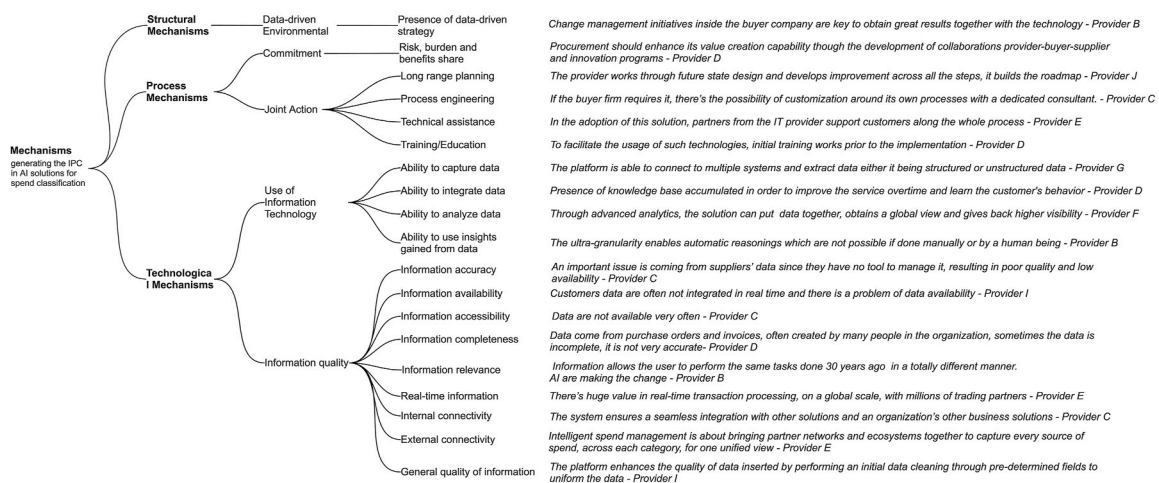 Mechanisms
generating the IPC
in AI solutions for
spend classification
Structural
Mechanisms
Data-driven
Environmental
Presence of data-driven
strategy
Change management initiatives inside the buyer company are key to obtain great results together with the technology - Provider B
Process
Mechanisms
Commitment
Risk, burden and
benefits share
Procurement should enhance its value creation capability though the development of collaborations provider-buyer-supplier
and innovation programs - Provider D
Joint Action
Long range planning
The provider works through future state design and develops improvement across all the steps, it builds the roadmap - Provider J
Process engineering
If the buyer firm requires it, there's the possibility of customization around its own processes with a dedicated consultant. - Provider C
Technical assistance
In the adoption of this solution, partners from the IT provider support customers along the whole process - Provider E
Training/Education
To facilitate the usage of such technologies, initial training works prior to the implementation - Provider D
Technologica
l Mechanisms
Use of
Information
Technology
Ability to capture data
The platform is able to connect to multiple systems and extract data either it being structured or unstructured data - Provider G
Ability to integrate data
Presence of knowledge base accumulated in order to improve the service overtime and learn the customer's behavior - Provider D
Ability to analyze data
Through advanced analytics, the solution can put data together, obtains a global view and gives back higher visibility - Provider F
Ability to use insights
gained from data
The ultra-granularity enables automatic reasonings which are not possible if done manually or by a human being - Provider B
Information quality
Information accuracy
An important issue is coming from suppliers' data since they have no tool to manage it, resulting in poor quality and low
availability - Provider C
Information availability
Customers data are often not integrated in real time and there is a problem of data availability - Provider I
Information accessibility
Data are not available very often - Provider C
Information completeness
Data come from purchase orders and invoices, often created by many people in the organization, sometimes the data is
incomplete, it is not very accurate- Provider D
Information relevance
Information allows the user to perform the same tasks done 30 years ago in a totally different manner.
AI are making the change - Provider B
Real-time information
There's huge value in real-time transaction processing, on a global scale, with millions of trading partners - Provider E
Internal connectivity
The system ensures a seamless integration with other solutions and an organization's other business solutions - Provider C
External connectivity
Intelligent spend management is about bringing partner networks and ecosystems together to capture every source of
spend, across each category, for one unified view - Provider E
General quality of information
The platform enhances the quality of data inserted by performing an initial data cleaning through pre-determined fields to
uniform the data - Provider I